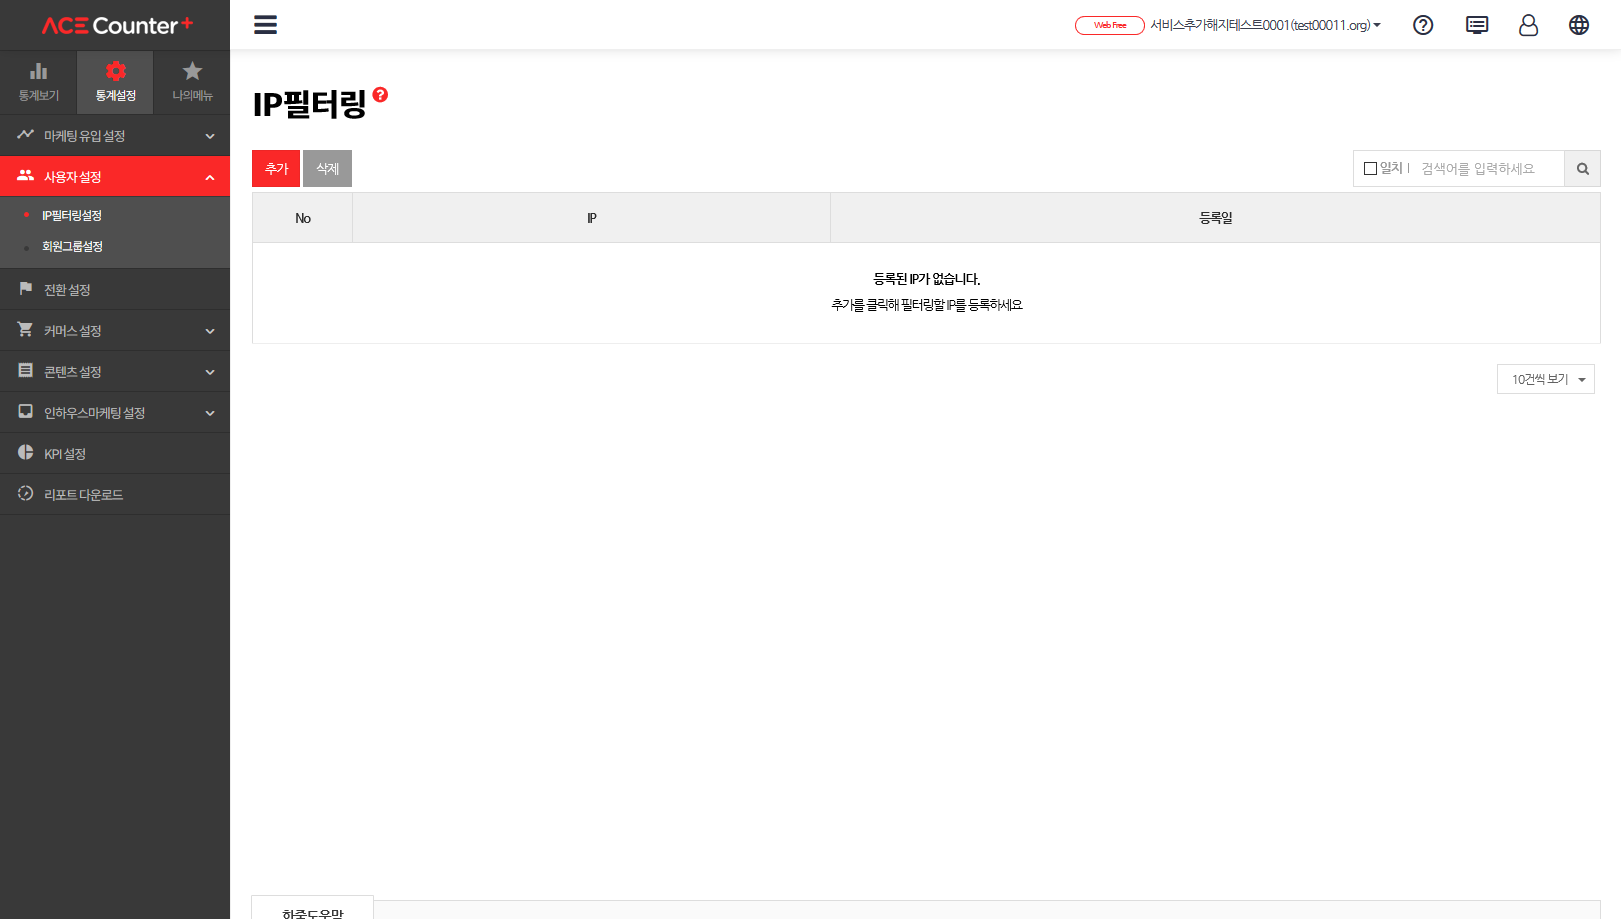 ACE Counter+
통계보기
통계설정
나의메뉴
마케팅 유입 설정
사용자 설정
IP필터링설정
회원그룹설정
전환 설정
커머스 설정
콘텐츠 설정
인하우스마케팅 설정
KPI 설정
리포트 다운로드
Web Free 서비스추가해지테스트0001(test00011.org)
IP필터링
추가 삭제
일치 | 검색어를 입력하세요
No IP 등록일
등록된 IP가 없습니다.
추가를 클릭해 필터링할 IP를 등록하세요
10건씩 보기
한줄도움말